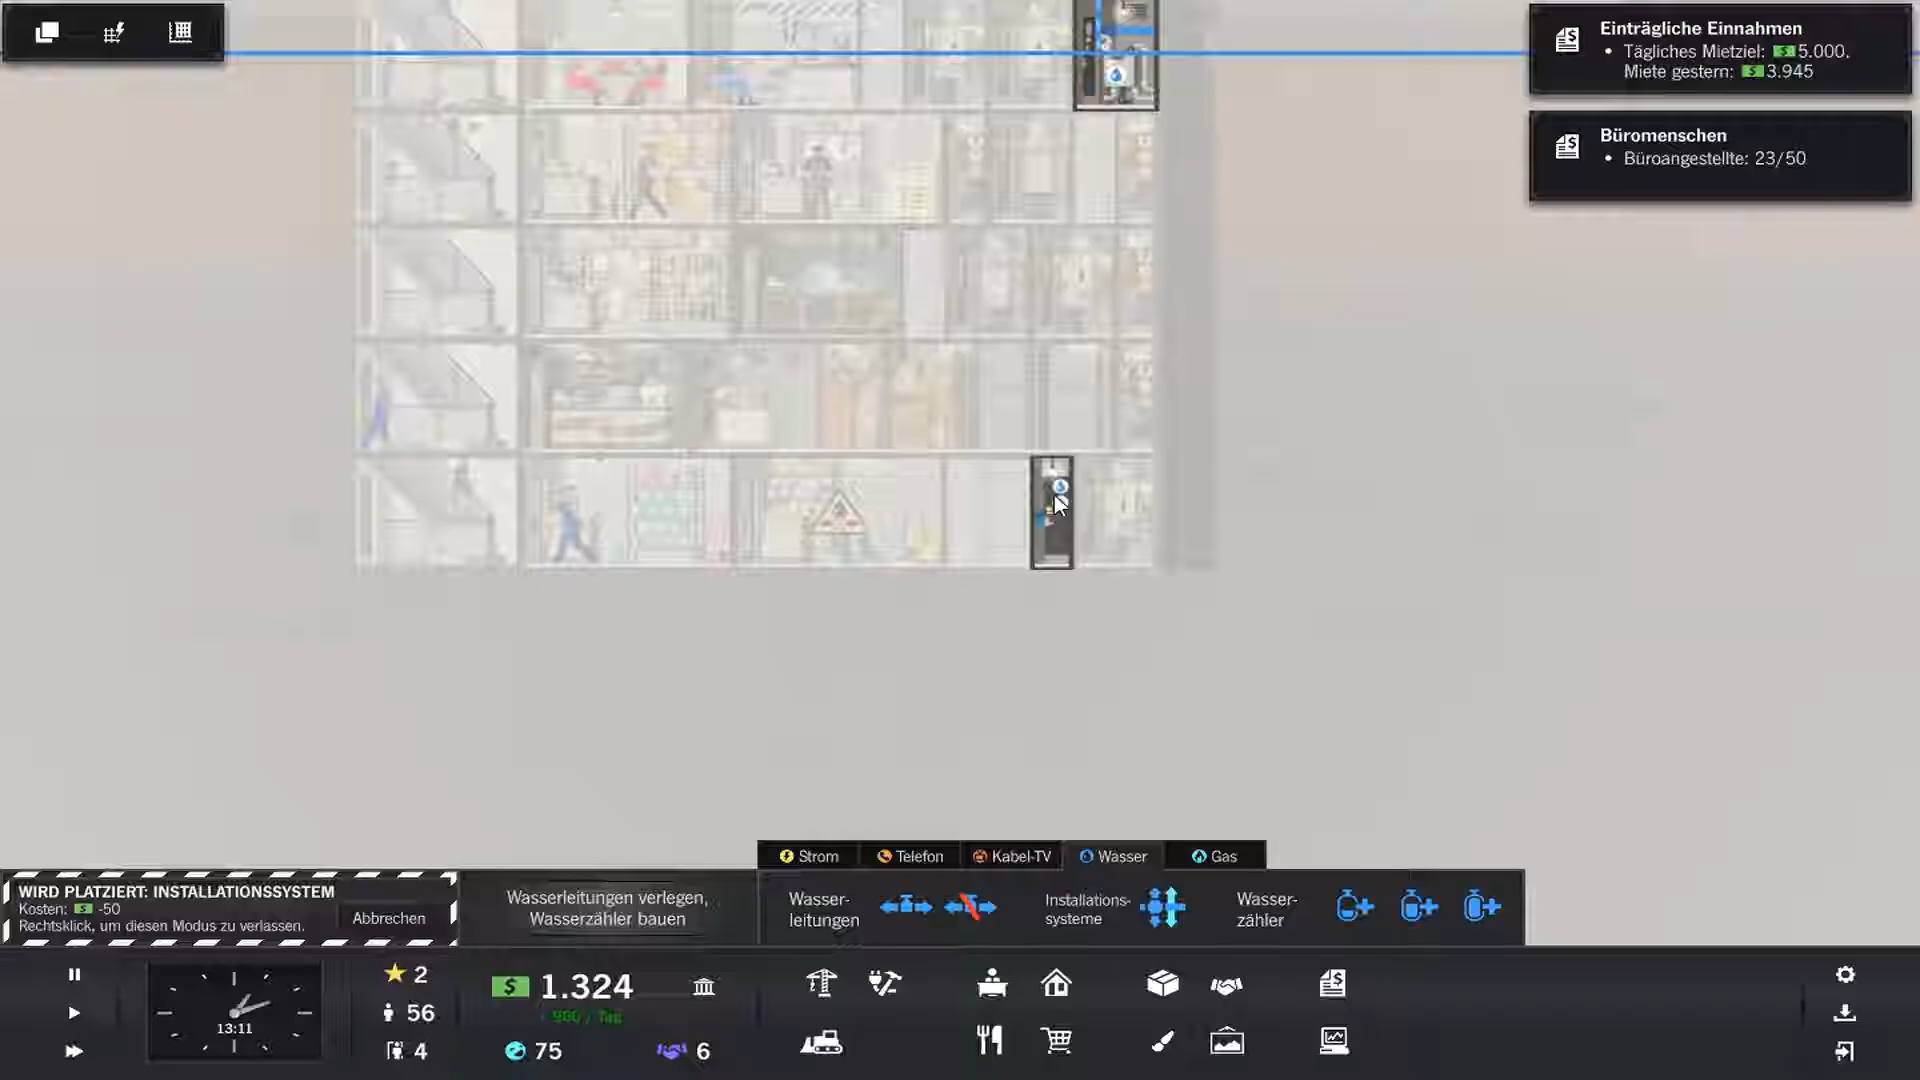 Einträgliche Einnahmen
• Tägliches Mietziel: $ 5.000.
Miete gestern: $ 3.945
Büromenschen
• Büroangestellte: 23/50
Strom
Telefon
Kabel-TV
Wasser
Gas
WIRD PLATZIERT: INSTALLATIONSSYSTEM
Kosten: $ -50
Rechtsklick, um diesen Modus zu verlassen.
Abbrechen
Wasserleitungen verlegen,
Wasserzähler bauen
Wasser-
leitungen
Installations-
systeme
Wasser-
zähler
13:11
2
56
4
$ 1.324
75
6